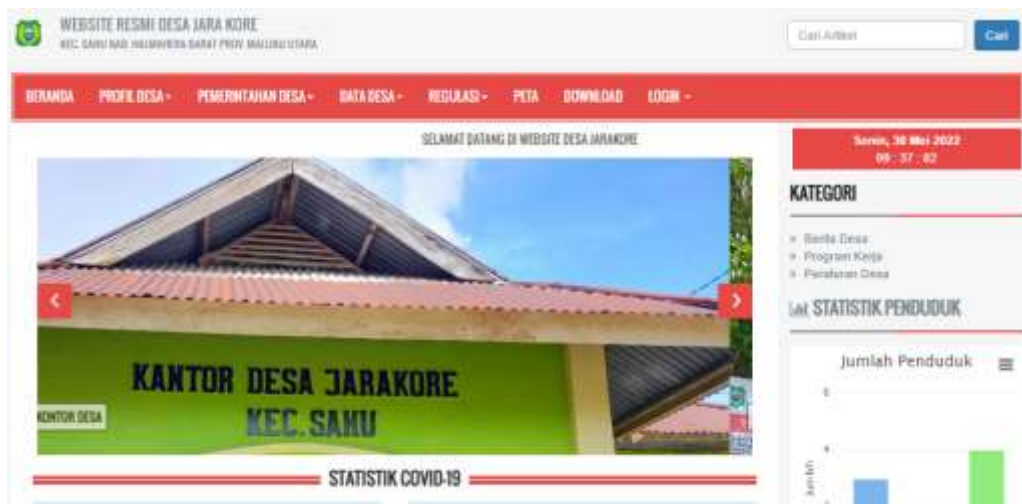 WEBSITE RESMI DESA JARA KORE
KEC. SAHU KAB. HALMAHERA BARAT PROV. MALUKU UTARA
Cari Artikel
Cari
BERANDA PROFIL DESA PEMERINTAHAN DESA DATA DESA REGULASI PETA DOWNLOAD LOGIN
SELAMAT DATANG DI WEBSITE DESA JARAKORE
Senin, 30 Mei 2022
09 : 37 : 02
KATEGORI
Berita Desa
Program Kerja
Peraturan Desa
STATISTIK PENDUDUK
Jumlah Penduduk
4
Jumlah
KANTOR DESA JARAKORE
KEC. SAHU
KONTOR DESA
STATISTIK COVID-19